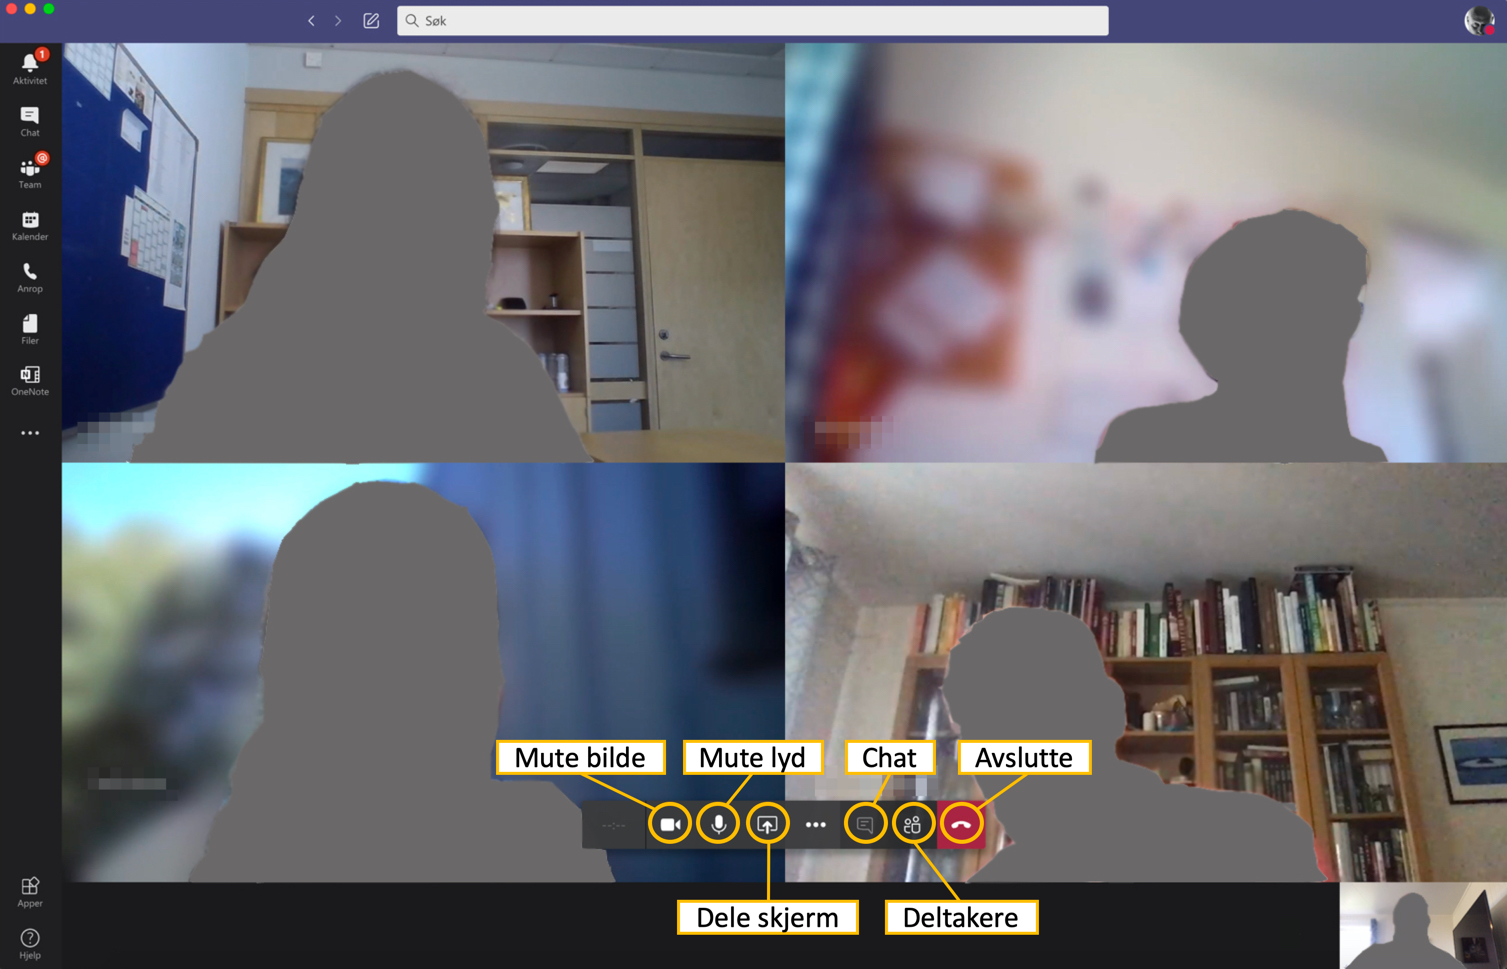 Søk
1
Aktivitet
Chat
@
Team
Kalender
Anrop
Filer
N
OneNote
Mute bilde
Mute lyd
Chat
Avslutte
--:--
Dele skjerm
Deltakere
Apper
?
Hjelp